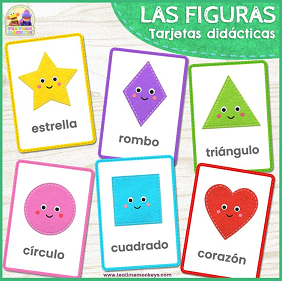 LAS FIGURAS
Tarjetas didácticas
estrella
rombo
triángulo
círculo
cuadrado
corazón
www.teatimemonkeys.com